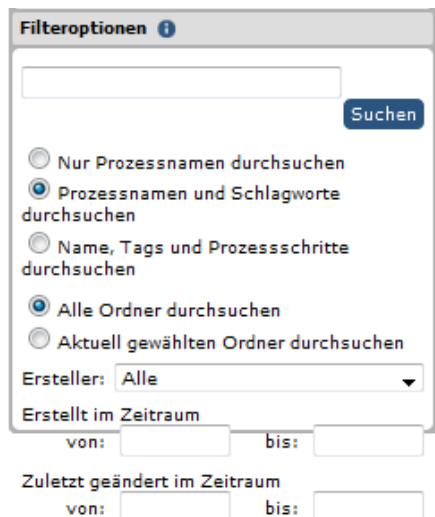 Filteroptionen
Suchen
Nur Prozessnamen durchsuchen
Prozessnamen und Schlagworte
durchsuchen
Name, Tags und Prozessschritte
durchsuchen
Alle Ordner durchsuchen
Aktuell gewählten Ordner durchsuchen
Ersteller: Alle
Erstellt im Zeitraum
von: bis:
Zuletzt geändert im Zeitraum
von: bis: